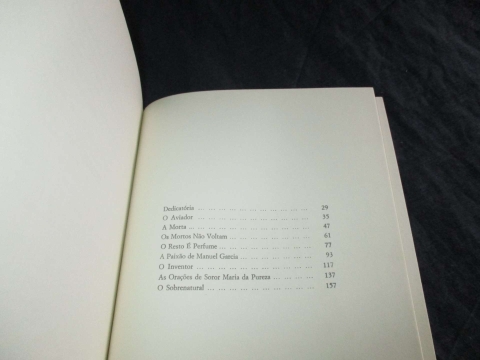 Dedicatória ... ... ... ... ... ... ... ... ... ... 29
O Aviador ... ... ... ... ... ... ... ... ... ... 35
A Morta ... ... ... ... ... ... ... ... ... ... 47
Os Mortos Não Voltam ... ... ... ... ... ... ... 61
O Resto É Perfume ... ... ... ... ... ... ... ... 77
A Paixão de Manuel Garcia ... ... ... ... ... ... 93
O Inventor ... ... ... ... ... ... ... ... ... ... 117
As Orações de Soror Maria da Pureza ... ... ... 137
O Sobrenatural ... ... ... ... ... ... ... ... ... 157